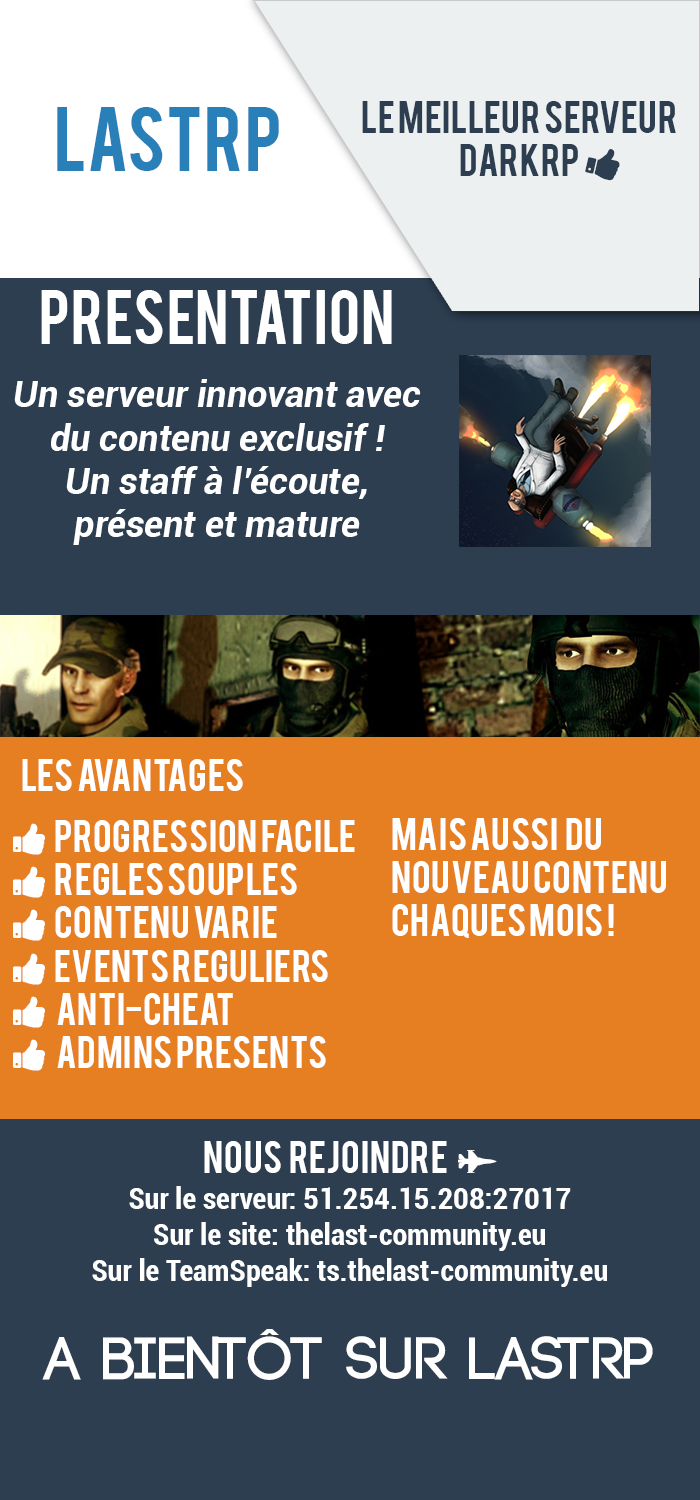 LASTRP
LE MEILLEUR SERVEUR
DARKRP
PRESENTATION
Un serveur innovant avec
du contenu exclusif !
Un staff à l'écoute,
présent et mature
LES AVANTAGES
PROGRESSION FACILE
REGLES SOUPLES
CONTENU VARIE
EVENTS REGULIERS
ANTI-CHEAT
ADMINS PRESENTS
MAIS AUSSI DU
NOUVEAU CONTENU
CHAQUES MOIS !
NOUS REJOINDRE
Sur le serveur: 51.254.15.208:27017
Sur le site: thelast-community.eu
Sur le TeamSpeak: ts.thelast-community.eu
A BIENTÔT SUR LASTRP